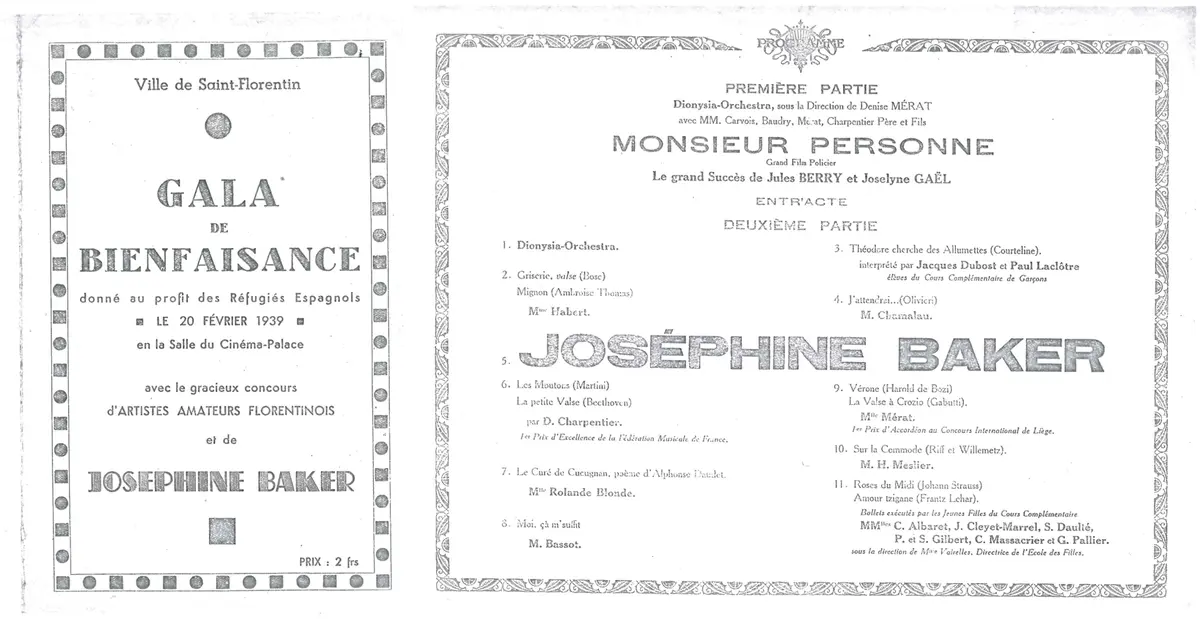 Ville de Saint-Florentin
GALA
DE
BIENFAISANCE
donné au profit des Réfugiés Espagnols
LE 20 FÉVRIER 1939
en la Salle du Cinéma-Palace
avec le gracieux concours
d'ARTISTES AMATEURS FLORENTINOIS
et de
JOSEPHINE BAKER
PRIX : 2 frs
PROGRAMME
PREMIÈRE PARTIE
Dionysia-Orchestra, sous la Direction de Denise MÉRAT
avec MM. Carvois, Baudry, Mérat, Charpentier Père et Fils
MONSIEUR PERSONNE
Grand Film Policier
Le grand Succès de Jules BERRY et Joselyne GAËL
ENTR'ACTE
DEUXIÈME PARTIE
1. Dionysia-Orchestra.
2. Griserie, valse (Bosc)
Mignon (Ambroise Thomas)
Mme Habert.
3. Théodore cherche des Allumettes (Courteline).
interprété par Jacques Dubost et Paul Laclôtre
élèves du Cours Complémentaire de Garçons
4. J'attendrai...(Olivieri)
M. Chamalau.
5. JOSÉPHINE BAKER
6. Les Moutons (Martini)
La petite Valse (Beethoven)
par D. Charpentier.
1er Prix d'Excellence de la Fédération Musicale de France.
7. Le Curé de Cucugnan, poème d'Alphonse Daudet.
Mlle Rolande Blonde.
8. Moi, çà m'suffit
M. Bassot.
9. Vérone (Harold de Bozi)
La Valse à Crozio (Gabutti).
Mlle Mérat.
1er Prix d'Accordéon au Concours International de Liège.
10. Sur la Commode (Riff et Willemetz).
M. H. Meslier.
11. Roses du Midi (Johann Strauss)
Amour tzigane (Frantz Lehar).
Ballets exécutés par les Jeunes Filles du Cours Complémentaire
MMlles C. Albaret, J. Cleyet-Marrel, S. Daulié,
P. et S. Gilbert, C. Massacrier et G. Pallier.
sous la direction de Directrice de l'Ecole des Filles.